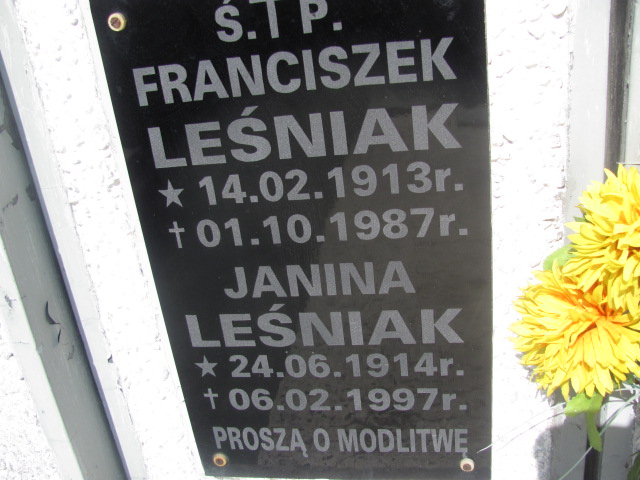 Ś.†P.
FRANCISZEK
LEŚNIAK
★ 14.02.1913r.
† 01.10.1987r.
JANINA
LEŚNIAK
★ 24.06.1914r.
† 06.02.1997r.
PROSZĄ O MODLITWĘ